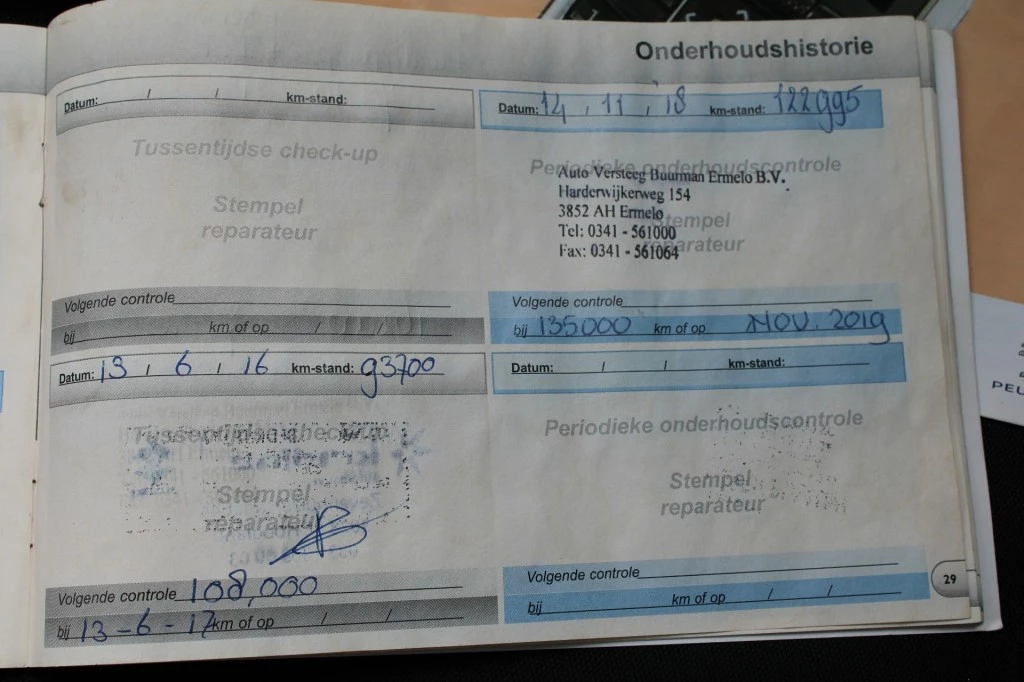 Onderhoudshistorie
Datum: / / km-stand:
Tussentijdse check-up
Stempel
reparateur
Volgende controle
bij km of op / /
Datum: 14 / 11 / 18 km-stand: 122995
Periodieke onderhoudscontrole
Auto Versteeg Buurman Ermelo B.V.
Harderwijkerweg 154
3852 AH Ermelo
Stempel
Tel: 0341 - 561000
reparateur
Fax: 0341 - 561064
Volgende controle
bij 135000 km of op NOV. 2019
Datum: 13 / 6 / 16 km-stand: 93700
Tussentijdse check-up
Stempel
reparateur
Volgende controle 108,000
bij 13-6-17 km of op / /
Datum: / / km-stand:
Periodieke onderhoudscontrole
Stempel
reparateur
Volgende controle
bij km of op / /
29
PEU